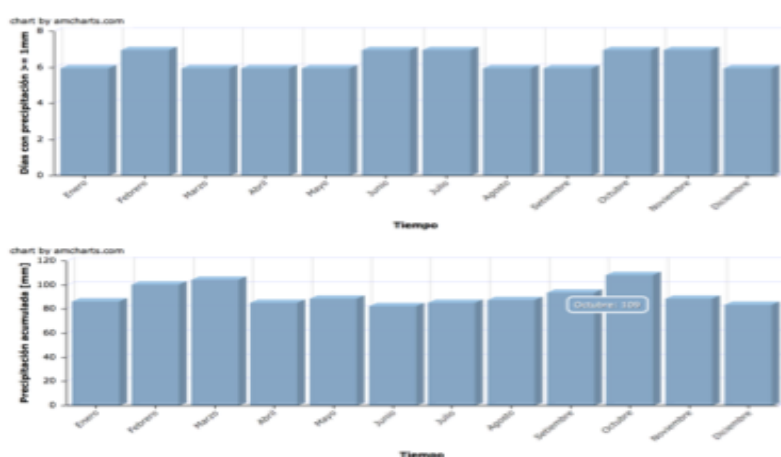 chart by amcharts.com
Días con precipitación >= 1mm
8
6
4
2
0
Enero
Febrero
Marzo
Abril
Mayo
Junio
Julio
Agosto
Setiembre
Octubre
Noviembre
Diciembre
Tiempo
chart by amcharts.com
Precipitación acumulada [mm]
120
100
80
60
40
20
0
Octubre: 109
Enero
Febrero
Marzo
Abril
Mayo
Junio
Julio
Agosto
Setiembre
Octubre
Noviembre
Diciembre
Tiempo